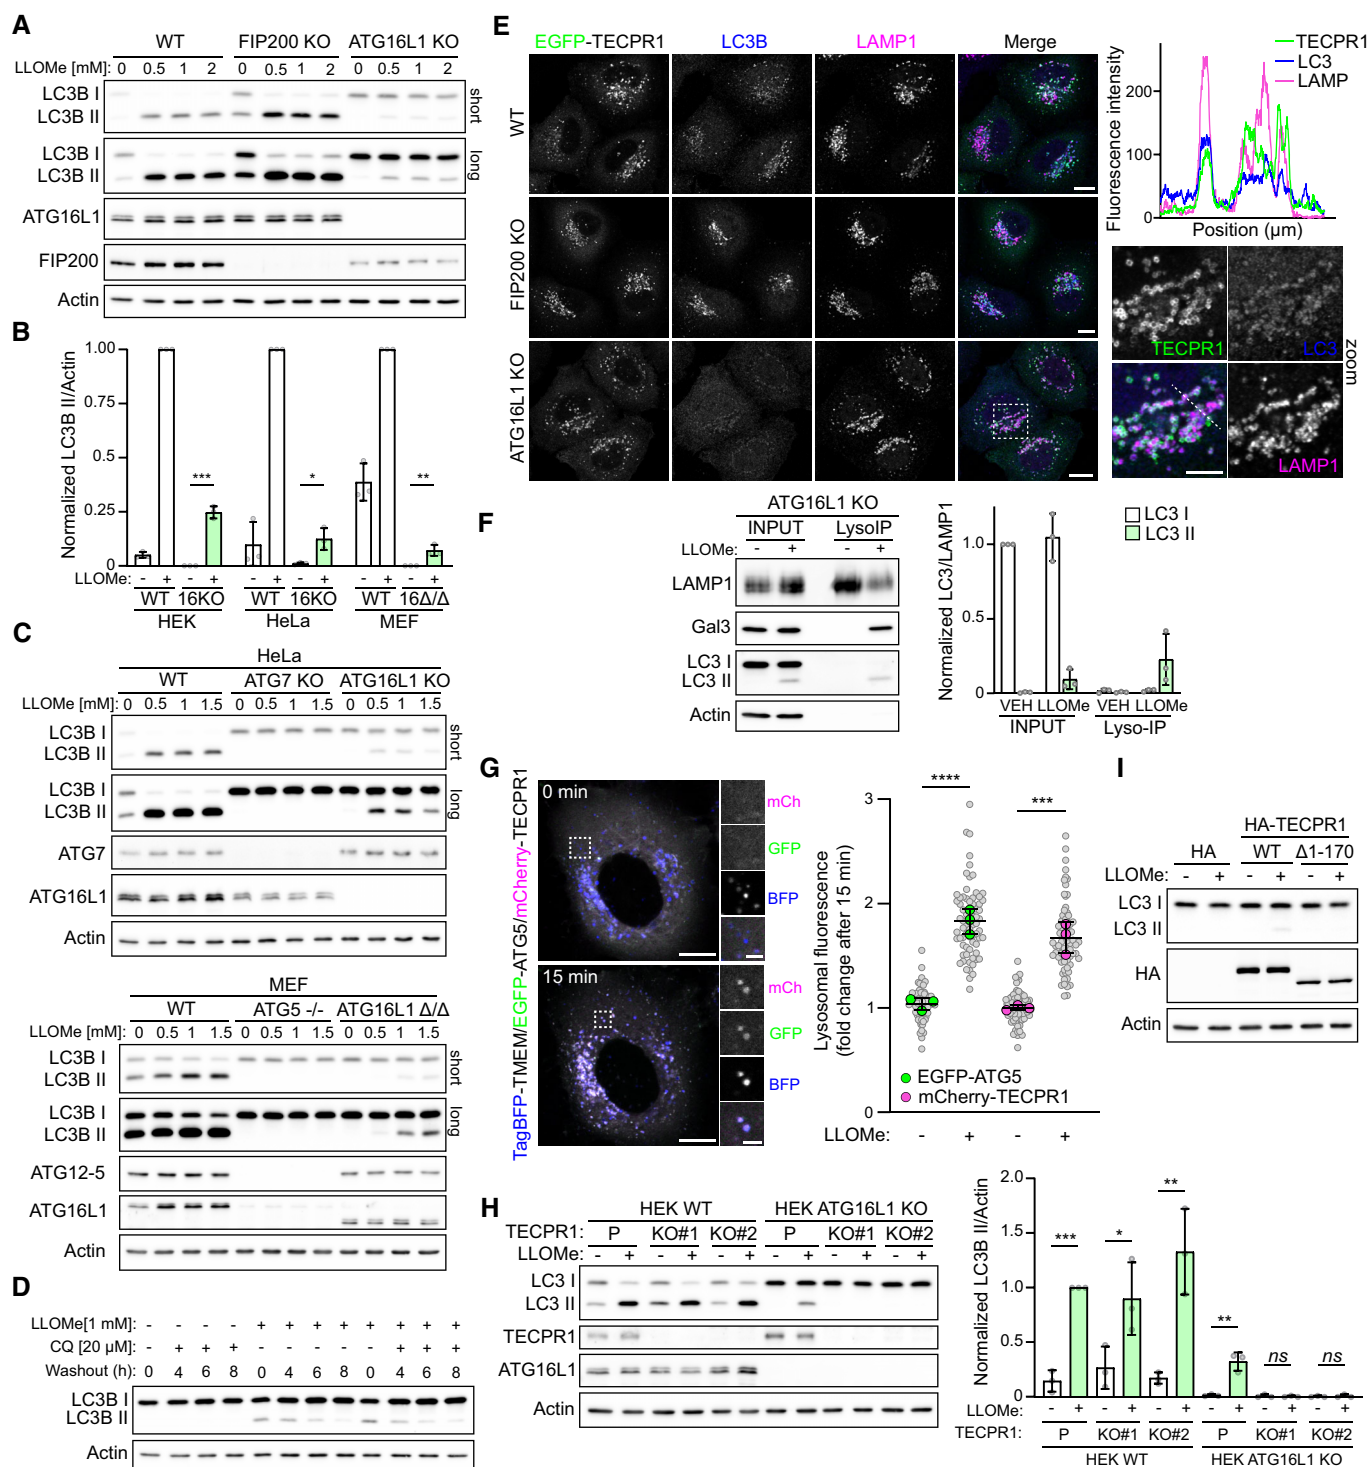 A
WT FIP200 KO ATG16L1 KO
LLOMe [mM]: 0 0.5 1 2 0 0.5 1 2 0 0.5 1 2
LC3B I
LC3B II
short
LC3B I
LC3B II
long
ATG16L1
FIP200
Actin
B
Normalized LC3B II/Actin
1.00
0.75
0.5
0.25
0
*** * **
LLOMe: - + - + - + - + - + - +
WT 16KO WT 16KO WT 16Δ/Δ
HEK HeLa MEF
C
HeLa
WT ATG7 KO ATG16L1 KO
LLOMe [mM]: 0 0.5 1 1.5 0 0.5 1 1.5 0 0.5 1 1.5
LC3B I
LC3B II
short
LC3B I
LC3B II
long
ATG7
ATG16L1
Actin
MEF
WT ATG5 -/- ATG16L1 Δ/Δ
LLOMe [mM]: 0 0.5 1 1.5 0 0.5 1 1.5 0 0.5 1 1.5
LC3B I
LC3B II
short
LC3B I
LC3B II
long
ATG12-5
ATG16L1
Actin
D
LLOMe[1 mM]: - - - - + + + + + + + +
CQ [20 µM]: - + + + - - - - - + + +
Washout (h): 0 4 6 8 0 4 6 8 0 4 6 8
LC3B I
LC3B II
Actin
E
EGFP-TECPR1 LC3B LAMP1 Merge
WT
FIP200 KO
ATG16L1 KO
TECPR1
LC3
LAMP
Fluorescence intensity
200
100
0
Position (µm)
TECPR1 LC3
LAMP1
zoom
F
ATG16L1 KO
INPUT LysoIP
LLOMe: - + - +
LAMP1
Gal3
LC3 I
LC3 II
Actin
Normalized LC3/LAMP1
1.0
0.5
0
LC3 I
LC3 II
VEH LLOMe VEH LLOMe
INPUT Lyso-IP
G
TagBFP-TMEM/EGFP-ATG5/mCherry-TECPR1
0 min
mCh
GFP
BFP
15 min
mCh
GFP
BFP
Lysosomal fluorescence
(fold change after 15 min)
3
2
1
0
**** ***
EGFP-ATG5
mCherry-TECPR1
LLOMe: - + - +
H
HEK WT HEK ATG16L1 KO
TECPR1: P KO#1 KO#2 P KO#1 KO#2
LLOMe: - + - + - + - + - + - +
LC3 I
LC3 II
TECPR1
ATG16L1
Actin
Normalized LC3B II/Actin
2.0
1.5
1.0
0.5
0
*** * ** ** ns ns
LLOMe: - + - + - + - + - + - +
TECPR1: P KO#1 KO#2 P KO#1 KO#2
HEK WT HEK ATG16L1 KO
I
HA-TECPR1
HA WT Δ1-170
LLOMe: - + - + - +
LC3 I
LC3 II
HA
Actin